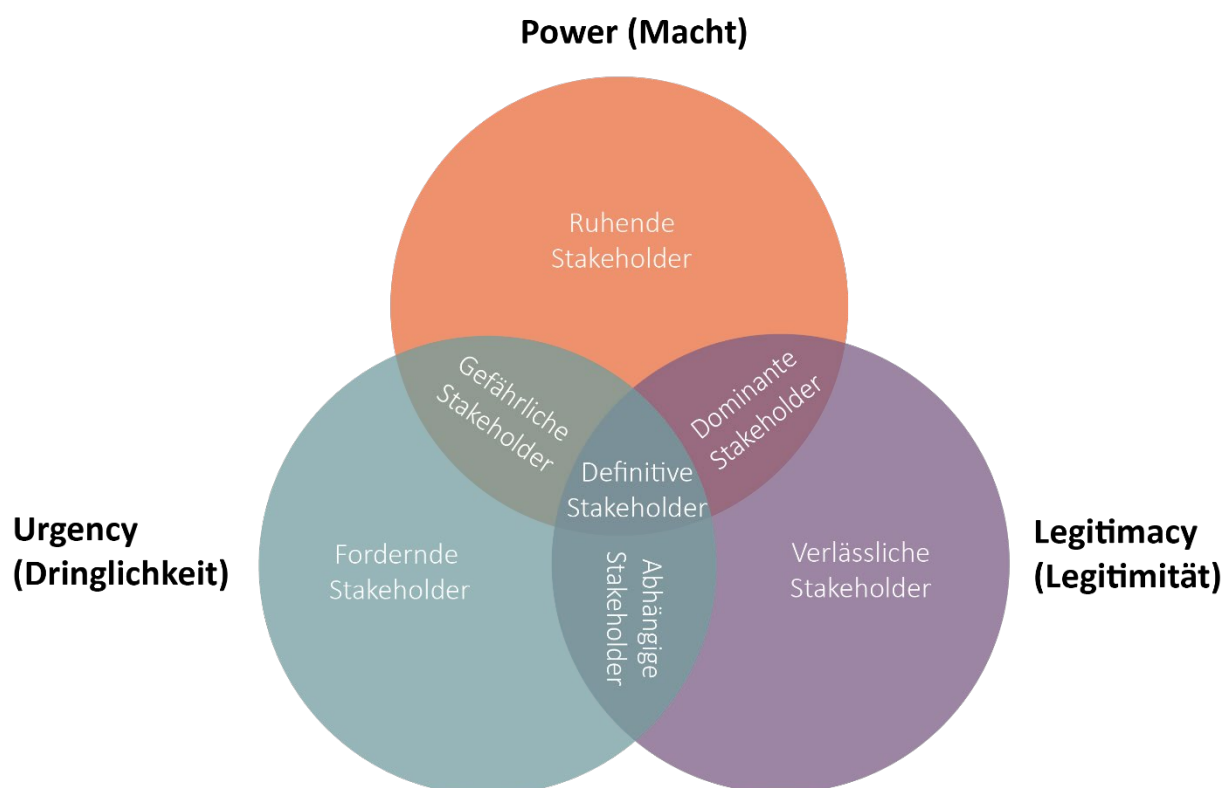 Power (Macht)
Ruhende
Stakeholder
Gefährliche
Stakeholder
Dominante
Stakeholder
Definitive
Stakeholder
Urgency
(Dringlichkeit)
Fordernde
Stakeholder
Abhängige
Stakeholder
Verlässliche
Stakeholder
Legitimacy
(Legitimität)